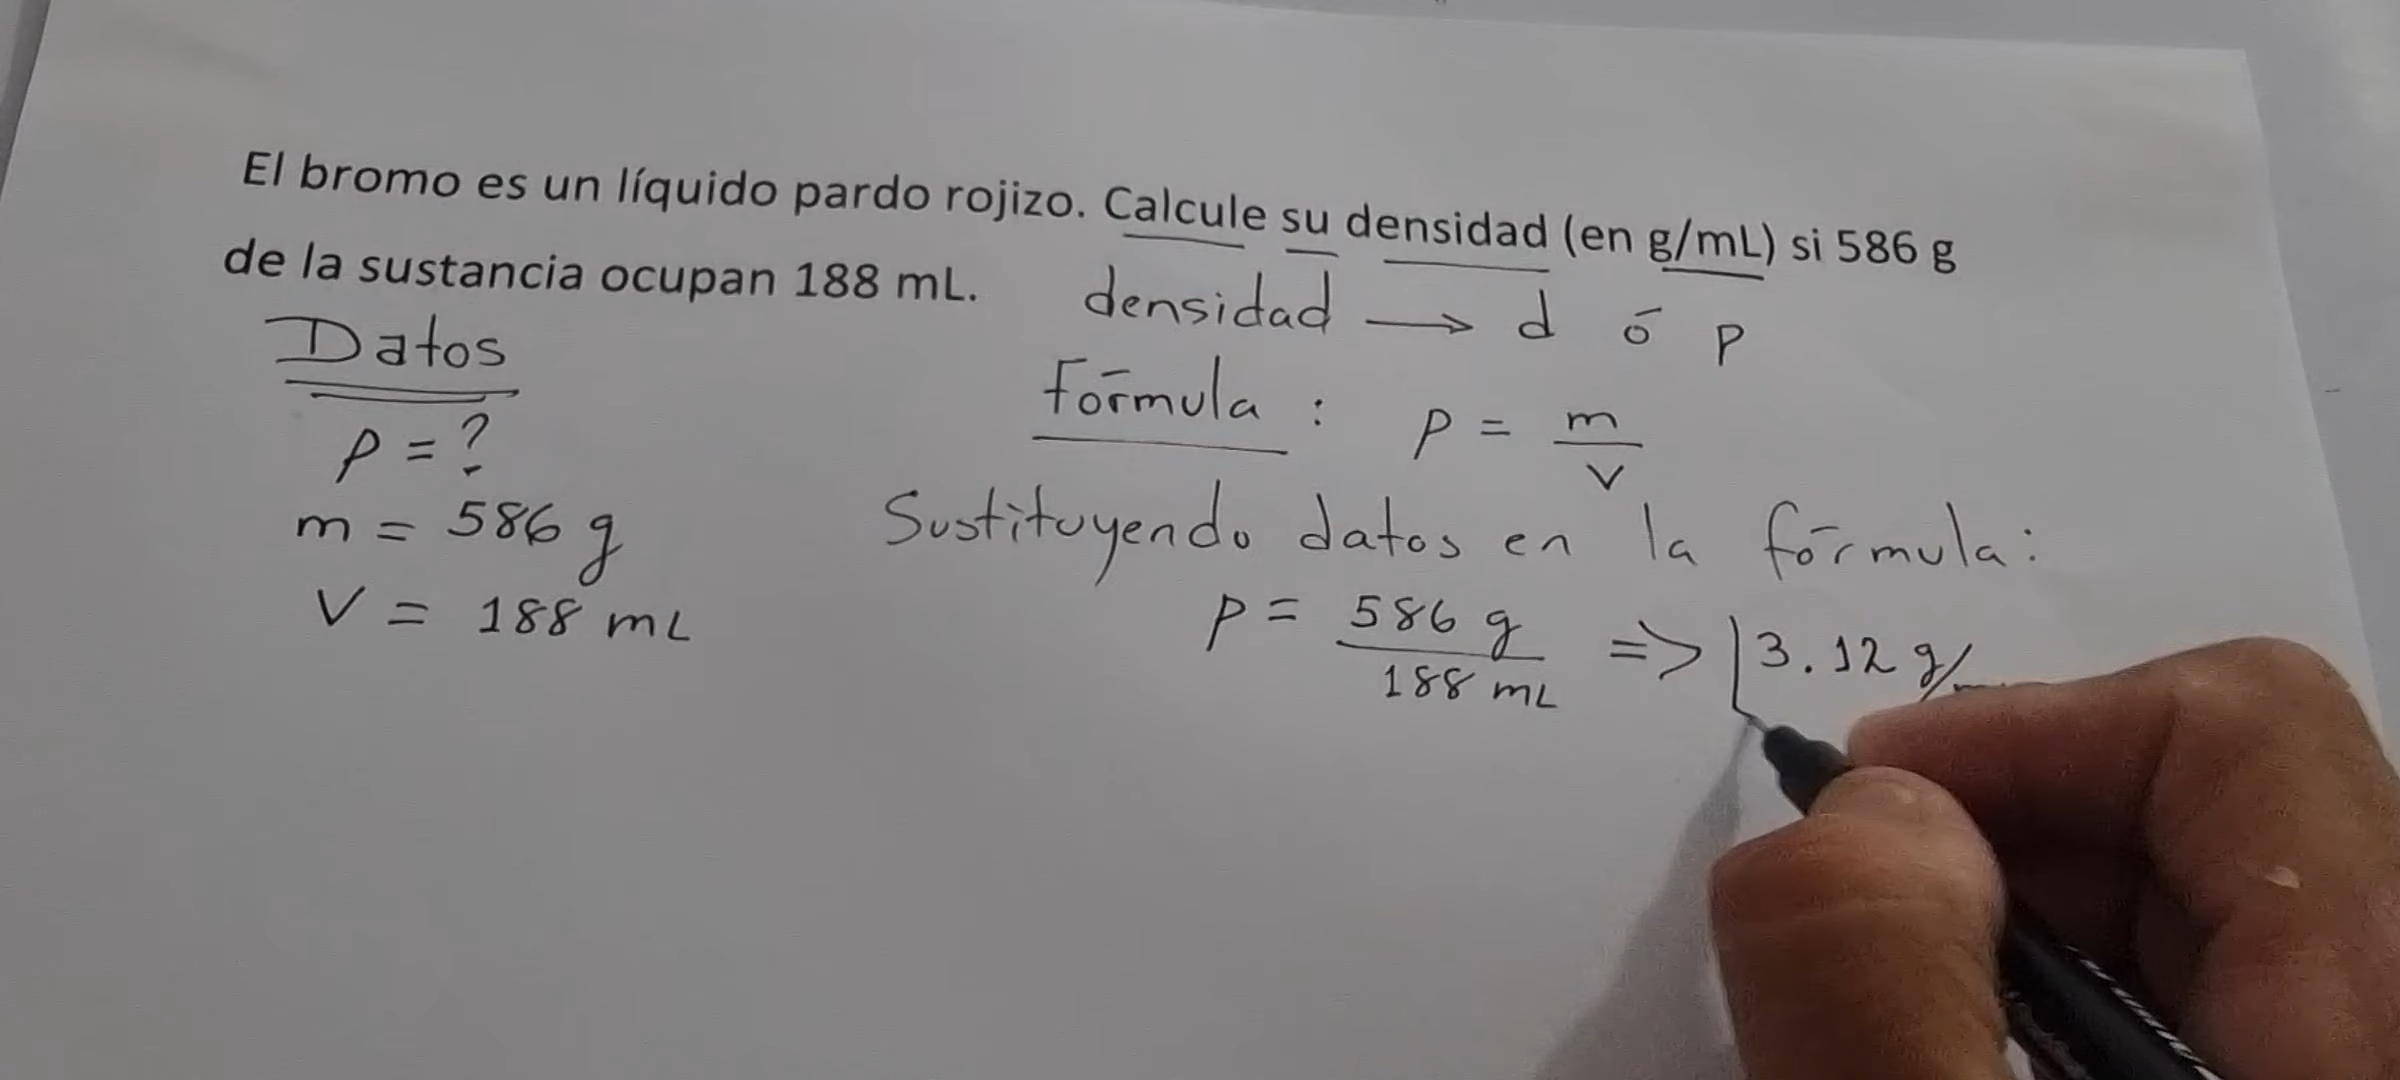 El bromo es un líquido pardo rojizo. Calcule su densidad (en g/mL) si 586 g
de la sustancia ocupan 188 mL.
densidad → d ó ρ
Datos
ρ = ?
m = 586 g
V = 188 mL
Fórmula : ρ = m/v
Sustituyendo datos en la fórmula:
ρ = 586 g / 188 mL => 3.12 g/